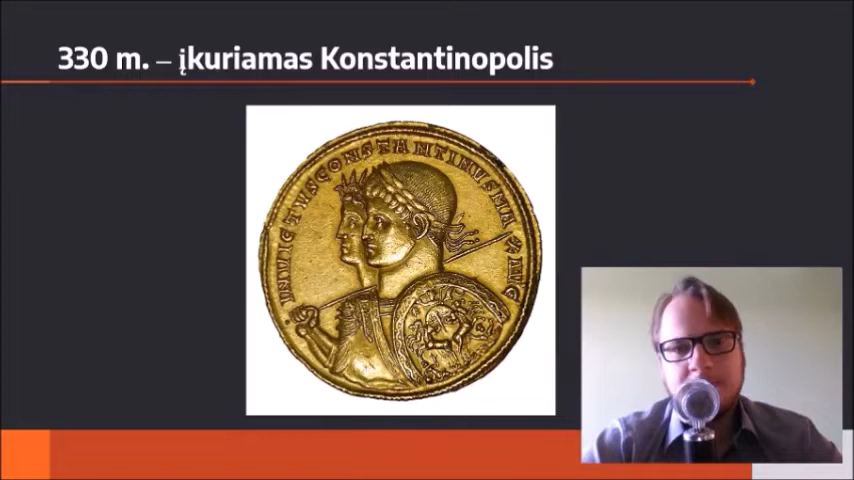 330 m. – įkuriamas Konstantinopolis
INVICTVS CONSTANTINVS MAX AVG